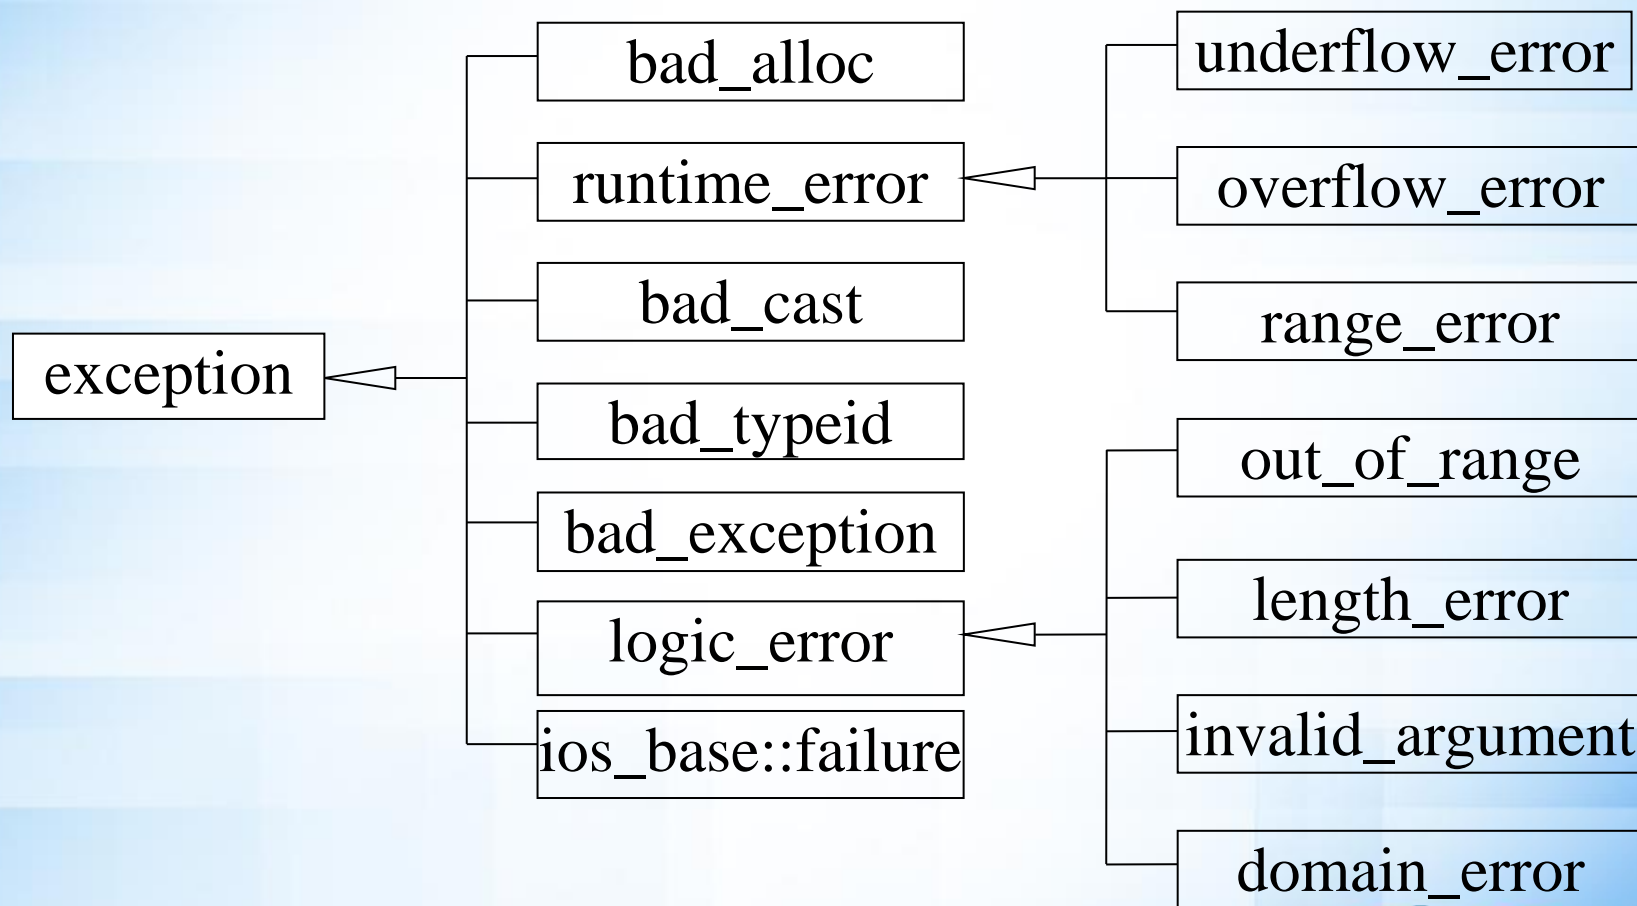 exception
bad_alloc
runtime_error
bad_cast
bad_typeid
bad_exception
logic_error
ios_base::failure
underflow_error
overflow_error
range_error
out_of_range
length_error
invalid_argument
domain_error